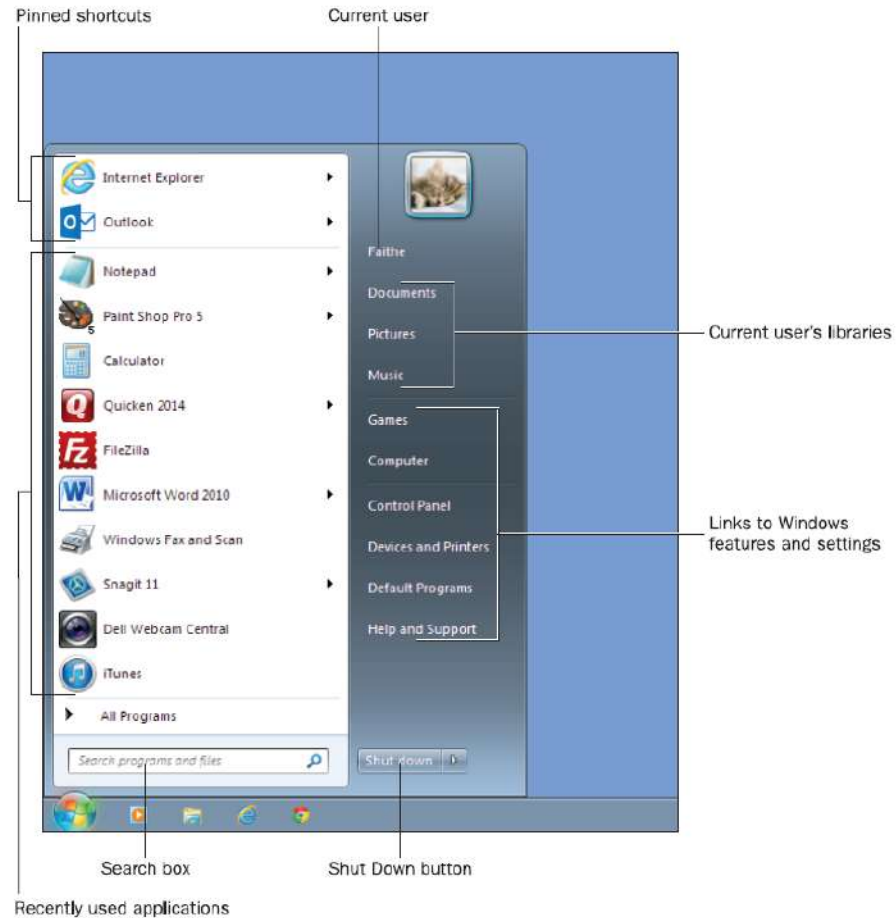 Pinned shortcuts
Current user
Internet Explorer
Outlook
Notepad
Paint Shop Pro 5
5
Calculator
Quicken 2014
FileZilla
Microsoft Word 2010
Windows Fax and Scan
Snagit 11
Dell Webcam Central
iTunes
All Programs
Search programs and files
Faithe
Documents
Pictures
Music
Games
Computer
Control Panel
Devices and Printers
Default Programs
Help and Support
Shut down
Current user's libraries
Links to Windows
features and settings
Search box
Shut Down button
Recently used applications